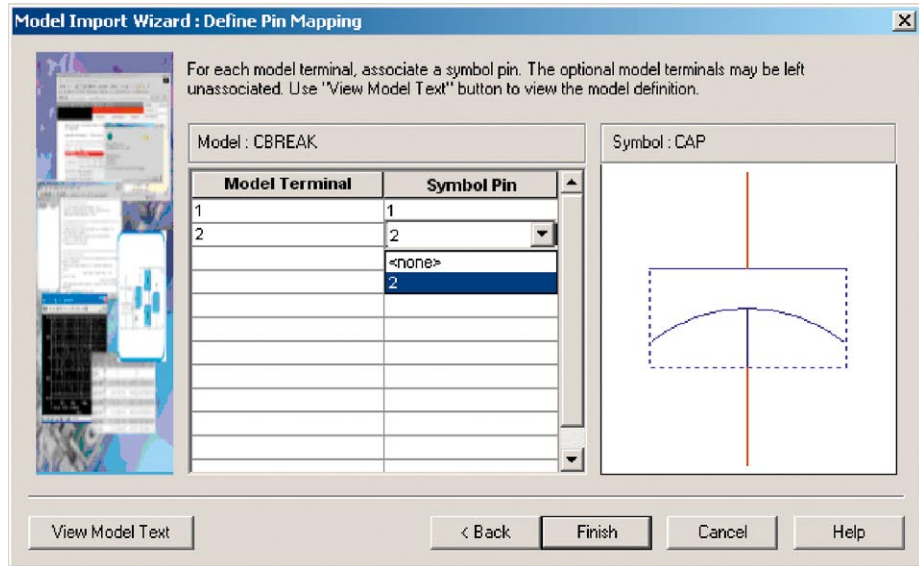 Model Import Wizard : Define Pin Mapping
For each model terminal, associate a symbol pin. The optional model terminals may be left
unassociated. Use "View Model Text" button to view the model definition.
Model : CBREAK
Symbol : CAP
Model Terminal Symbol Pin
1 1
2 2
<none>
2
View Model Text < Back Finish Cancel Help